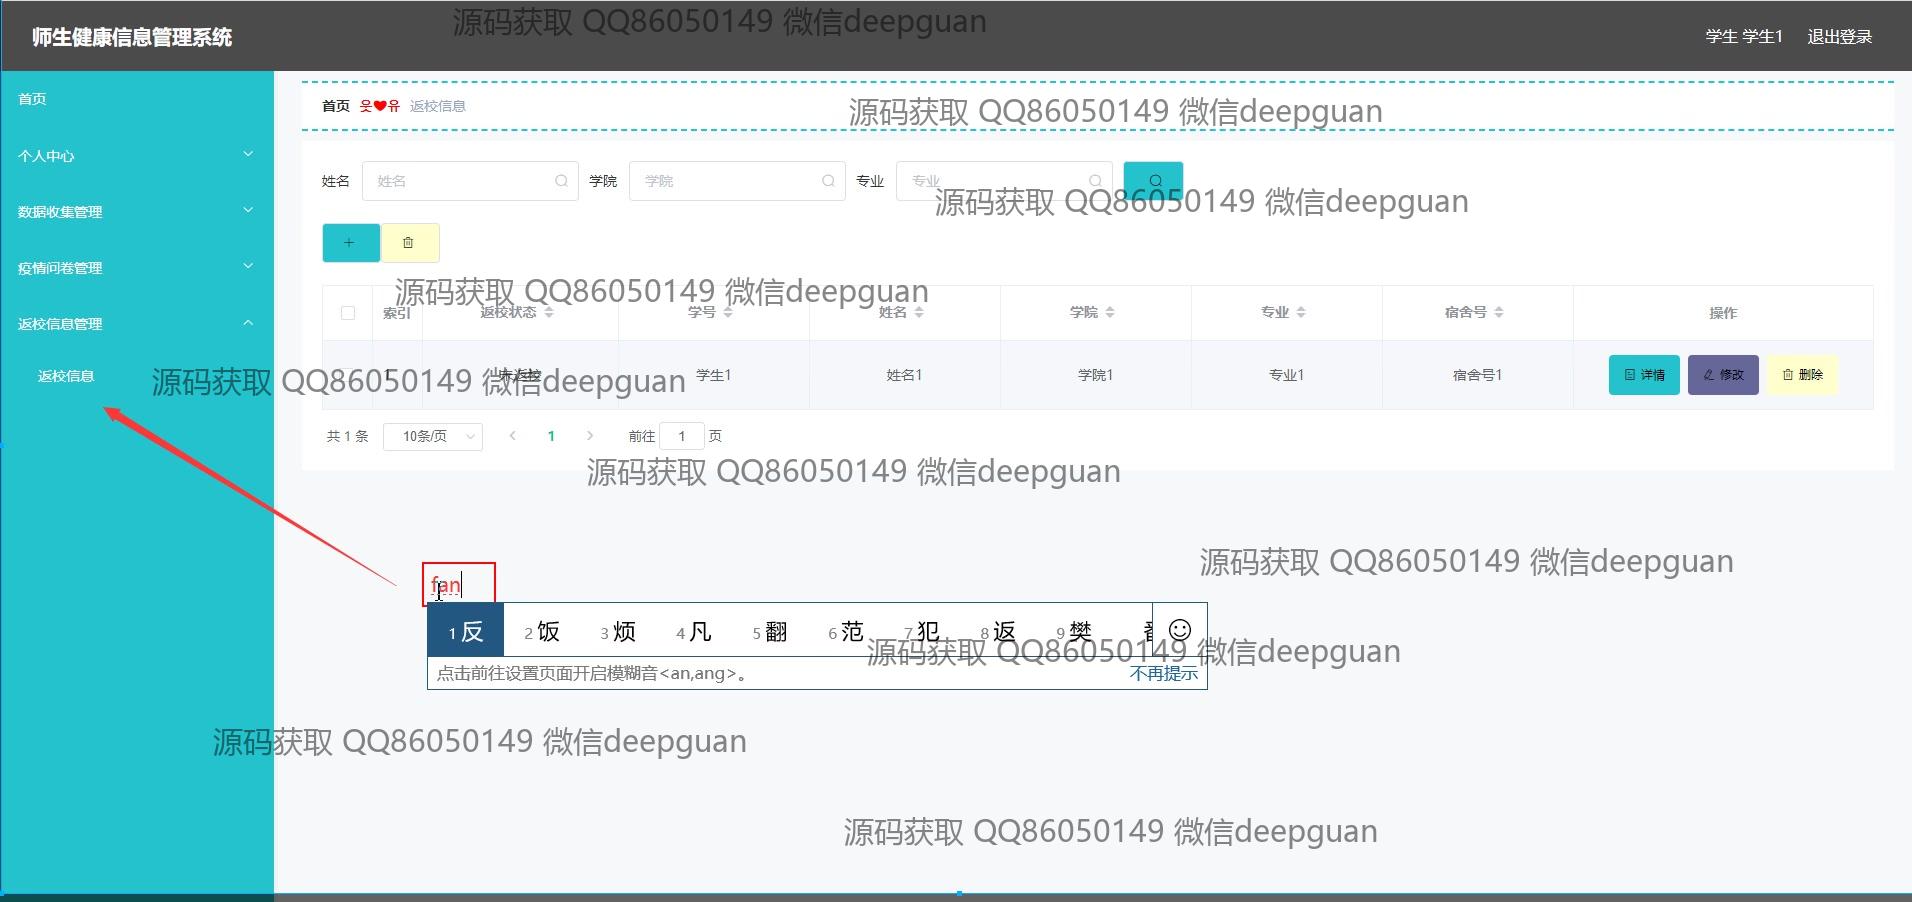 源码获取 QQ86050149 微信deepguan
师生健康信息管理系统
学生 学生1 退出登录
首页
个人中心
数据收集管理
疫情问卷管理
返校信息管理
返校信息
首页 웃❤유 返校信息
源码获取 QQ86050149 微信deepguan
姓名 姓名 学院 学院 专业 专业
源码获取 QQ86050149 微信deepguan
源码获取 QQ86050149 微信deepguan
索引 返校状态 学号 姓名 学院 专业 宿舍号 操作
1 未返校 学生1 姓名1 学院1 专业1 宿舍号1 详情 修改 删除
源码获取 QQ86050149 微信deepguan
共 1 条 10条/页 1 前往 1 页
源码获取 QQ86050149 微信deepguan
源码获取 QQ86050149 微信deepguan
fan
1 反 2 饭 3 烦 4 凡 5 翻 6 范 7 犯 8 返 9 樊
源码获取 QQ86050149 微信deepguan
点击前往设置页面开启模糊音<an,ang>。 不再提示
源码获取 QQ86050149 微信deepguan
源码获取 QQ86050149 微信deepguan